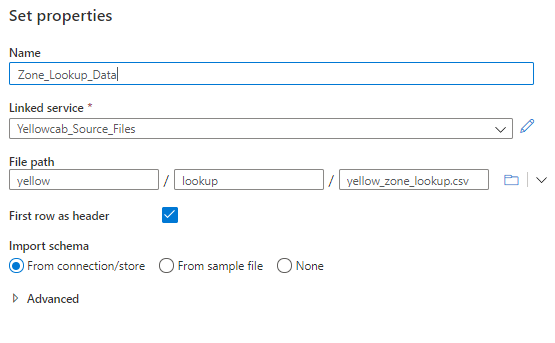 Set properties
Name
Zone_Lookup_Data
Linked service *
Yellowcab_Source_Files
File path
yellow / lookup / yellow_zone_lookup.csv
First row as header
Import schema
From connection/store From sample file None
Advanced